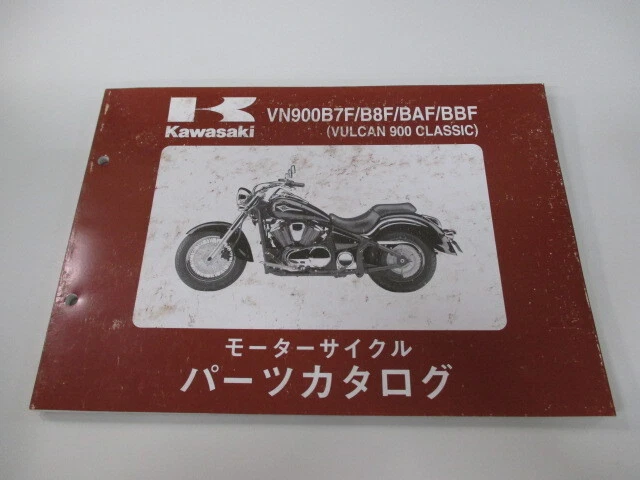 VN900B7F/B8F/BAF/BBF
Kawasaki
(VULCAN 900 CLASSIC)
モーターサイクル
パーツカタログ